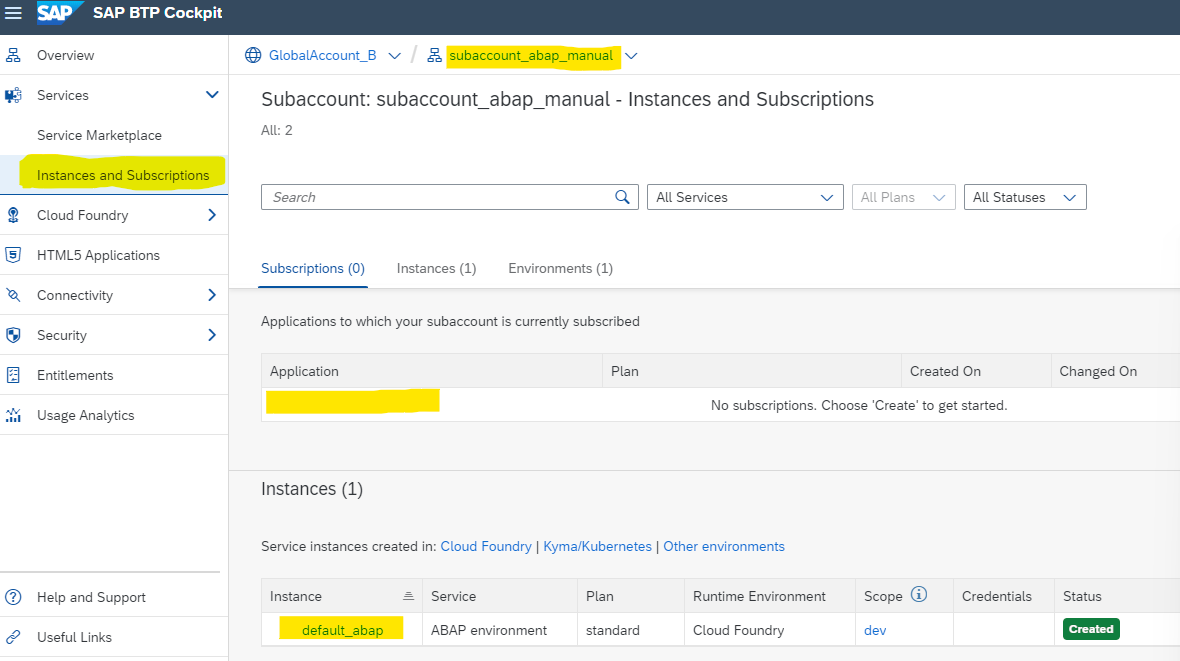 SAP SAP BTP Cockpit
Overview
Services
Service Marketplace
Instances and Subscriptions
Cloud Foundry
HTML5 Applications
Connectivity
Security
Entitlements
Usage Analytics
Help and Support
Useful Links
GlobalAccount_B / subaccount_abap_manual
Subaccount: subaccount_abap_manual - Instances and Subscriptions
All: 2
Search All Services All Plans All Statuses
Subscriptions (0) Instances (1) Environments (1)
Applications to which your subaccount is currently subscribed
Application Plan Created On Changed On
No subscriptions. Choose 'Create' to get started.
Instances (1)
Service instances created in: Cloud Foundry | Kyma/Kubernetes | Other environments
Instance Service Plan Runtime Environment Scope Credentials Status
default_abap ABAP environment standard Cloud Foundry dev Created